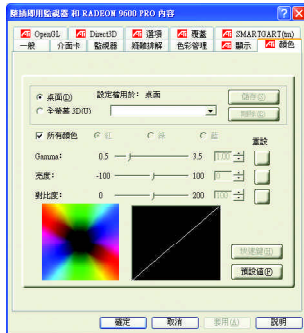 隨插即用監視器 和 RADEON 9600 PRO 內容
OpenGL Direct3D 選項 覆蓋 SMARTGART(tm)
一般 介面卡 監視器 疑難排解 色彩管理 顯示 顏色
桌面(D) 設定套用於: 桌面
全螢幕 3D(U)
儲存(S)
刪除(E)
所有顏色 紅 綠 藍 重設
Gamma: 0.5 3.5 1.00
亮度: -100 100 0
對比度: 0 200 100
快速鍵(H)
預設值(F)
確定 取消 套用(A) 說明